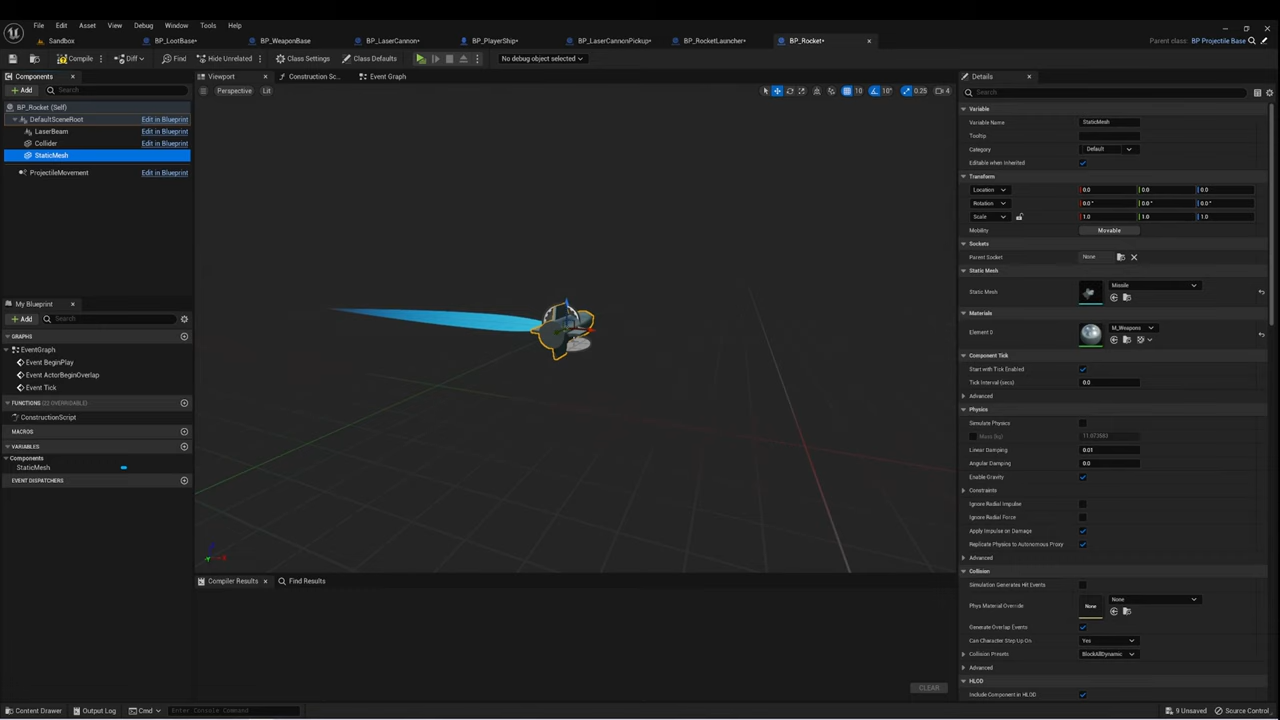 File Edit Asset View Debug Window Tools Help
Sandbox BP_LootBase• BP_WeaponBase BP_LaserCannon• BP_PlayerShip• BP_LaserCannonPickup• BP_RocketLauncher• BP_Rocket• Parent class: BP Projectile Base
Compile Diff Find Hide Unrelated Class Settings Class Defaults No debug object selected
Components Viewport Construction Sc... Event Graph Details
Add Search Perspective Lit 10 10° 0.25 4 Search
BP_Rocket (Self) Variable
DefaultSceneRoot Edit in Blueprint Variable Name StaticMesh
LaserBeam Edit in Blueprint Tooltip
Collider Edit in Blueprint Category Default
StaticMesh Editable when Inherited
ProjectileMovement Edit in Blueprint Transform
Location 0.0 0.0 0.0
Rotation 0.0° 0.0° 0.0°
Scale 1.0 1.0 1.0
Mobility Movable
Sockets
Parent Socket None
Static Mesh
Static Mesh Missile
My Blueprint Materials
Add Search
Element 0 M_Weapons
GRAPHS
EventGraph Component Tick
Event BeginPlay Start with Tick Enabled
Event ActorBeginOverlap Tick Interval (secs) 0.0
Event Tick Advanced
FUNCTIONS (22 OVERRIDABLE) Physics
ConstructionScript Simulate Physics
MACROS Mass (kg)
VARIABLES Linear Damping 0.01
Components Angular Damping 0.0
StaticMesh Enable Gravity
EVENT DISPATCHERS Constraints
Ignore Radial Impulse
Ignore Radial Force
Apply Impulse on Damage
Replicate Physics to Autonomous Proxy
Advanced
Collision
Compiler Results Find Results Simulation Generates Hit Events
Phys Material Override None None
Generate Overlap Events
Can Character Step Up On Yes
Collision Presets BlockAllDynamic
Advanced
HLOD
CLEAR Include Component in HLOD
Content Drawer Output Log Cmd Enter Console Command 9 Unsaved Source Control